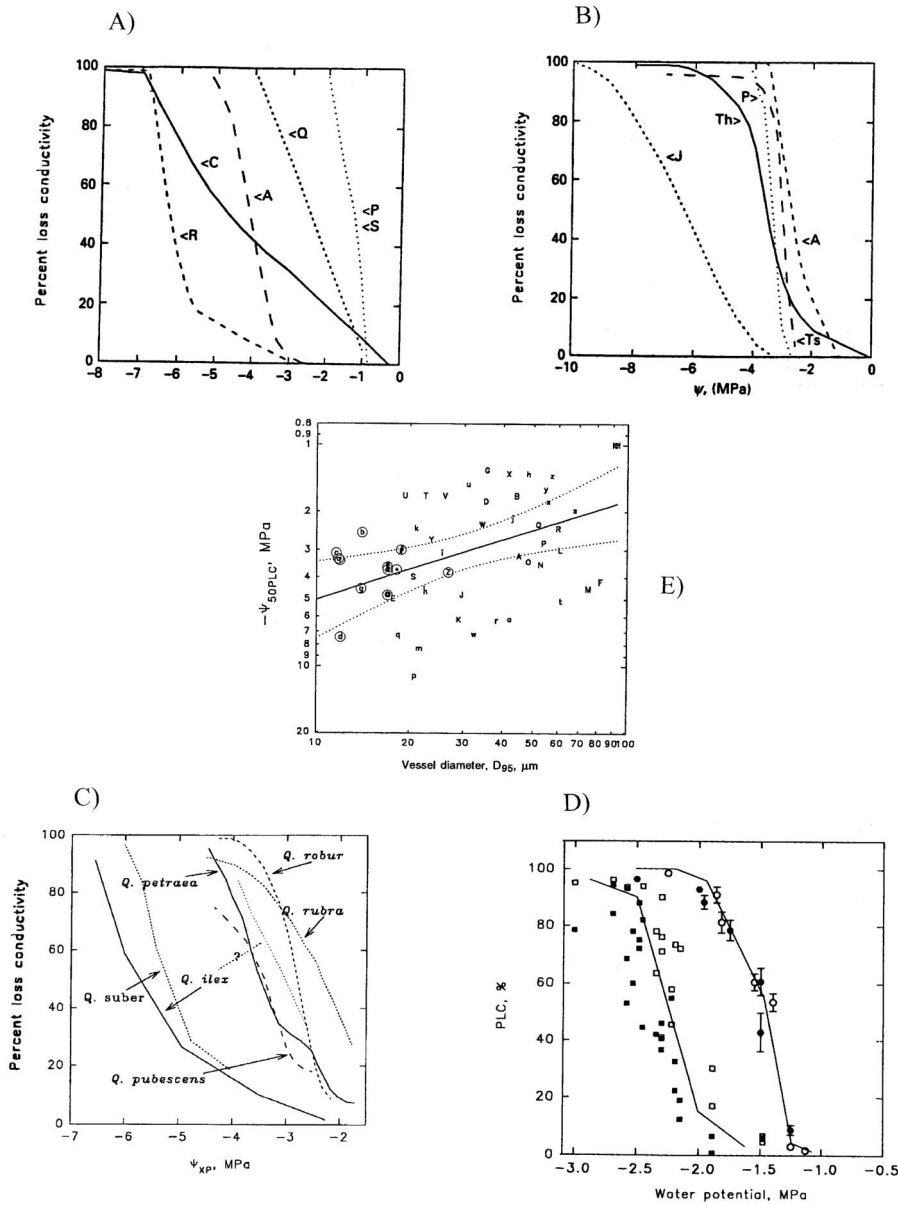 A)
Percent loss conductivity
100
80
60
40
20
0
<Q
<C
<A
<P
<S
<R
-8 -7 -6 -5 -4 -3 -2 -1 0
B)
Percent loss conductivity
100
80
60
40
20
0
P>
Th>
<J
<A
<Ts
-10 -8 -6 -4 -2 0
Ψ, (MPa)
E)
-Ψ50PLC, MPa
0.8
0.9
1
2
3
4
5
6
7
8
9
10
20
10 20 30 40 50 60 70 80 90100
Vessel diameter, D95, μm
C)
Percent loss conductivity
100
80
60
40
20
0
Q. robur
Q. petraea
Q. rubra
?
Q. ilex
Q. suber
Q. pubescens
-7 -6 -5 -4 -3 -2
ΨXP, MPa
D)
PLC, %
100
80
60
40
20
0
-3.0 -2.5 -2.0 -1.5 -1.0 -0.5
Water potential, MPa